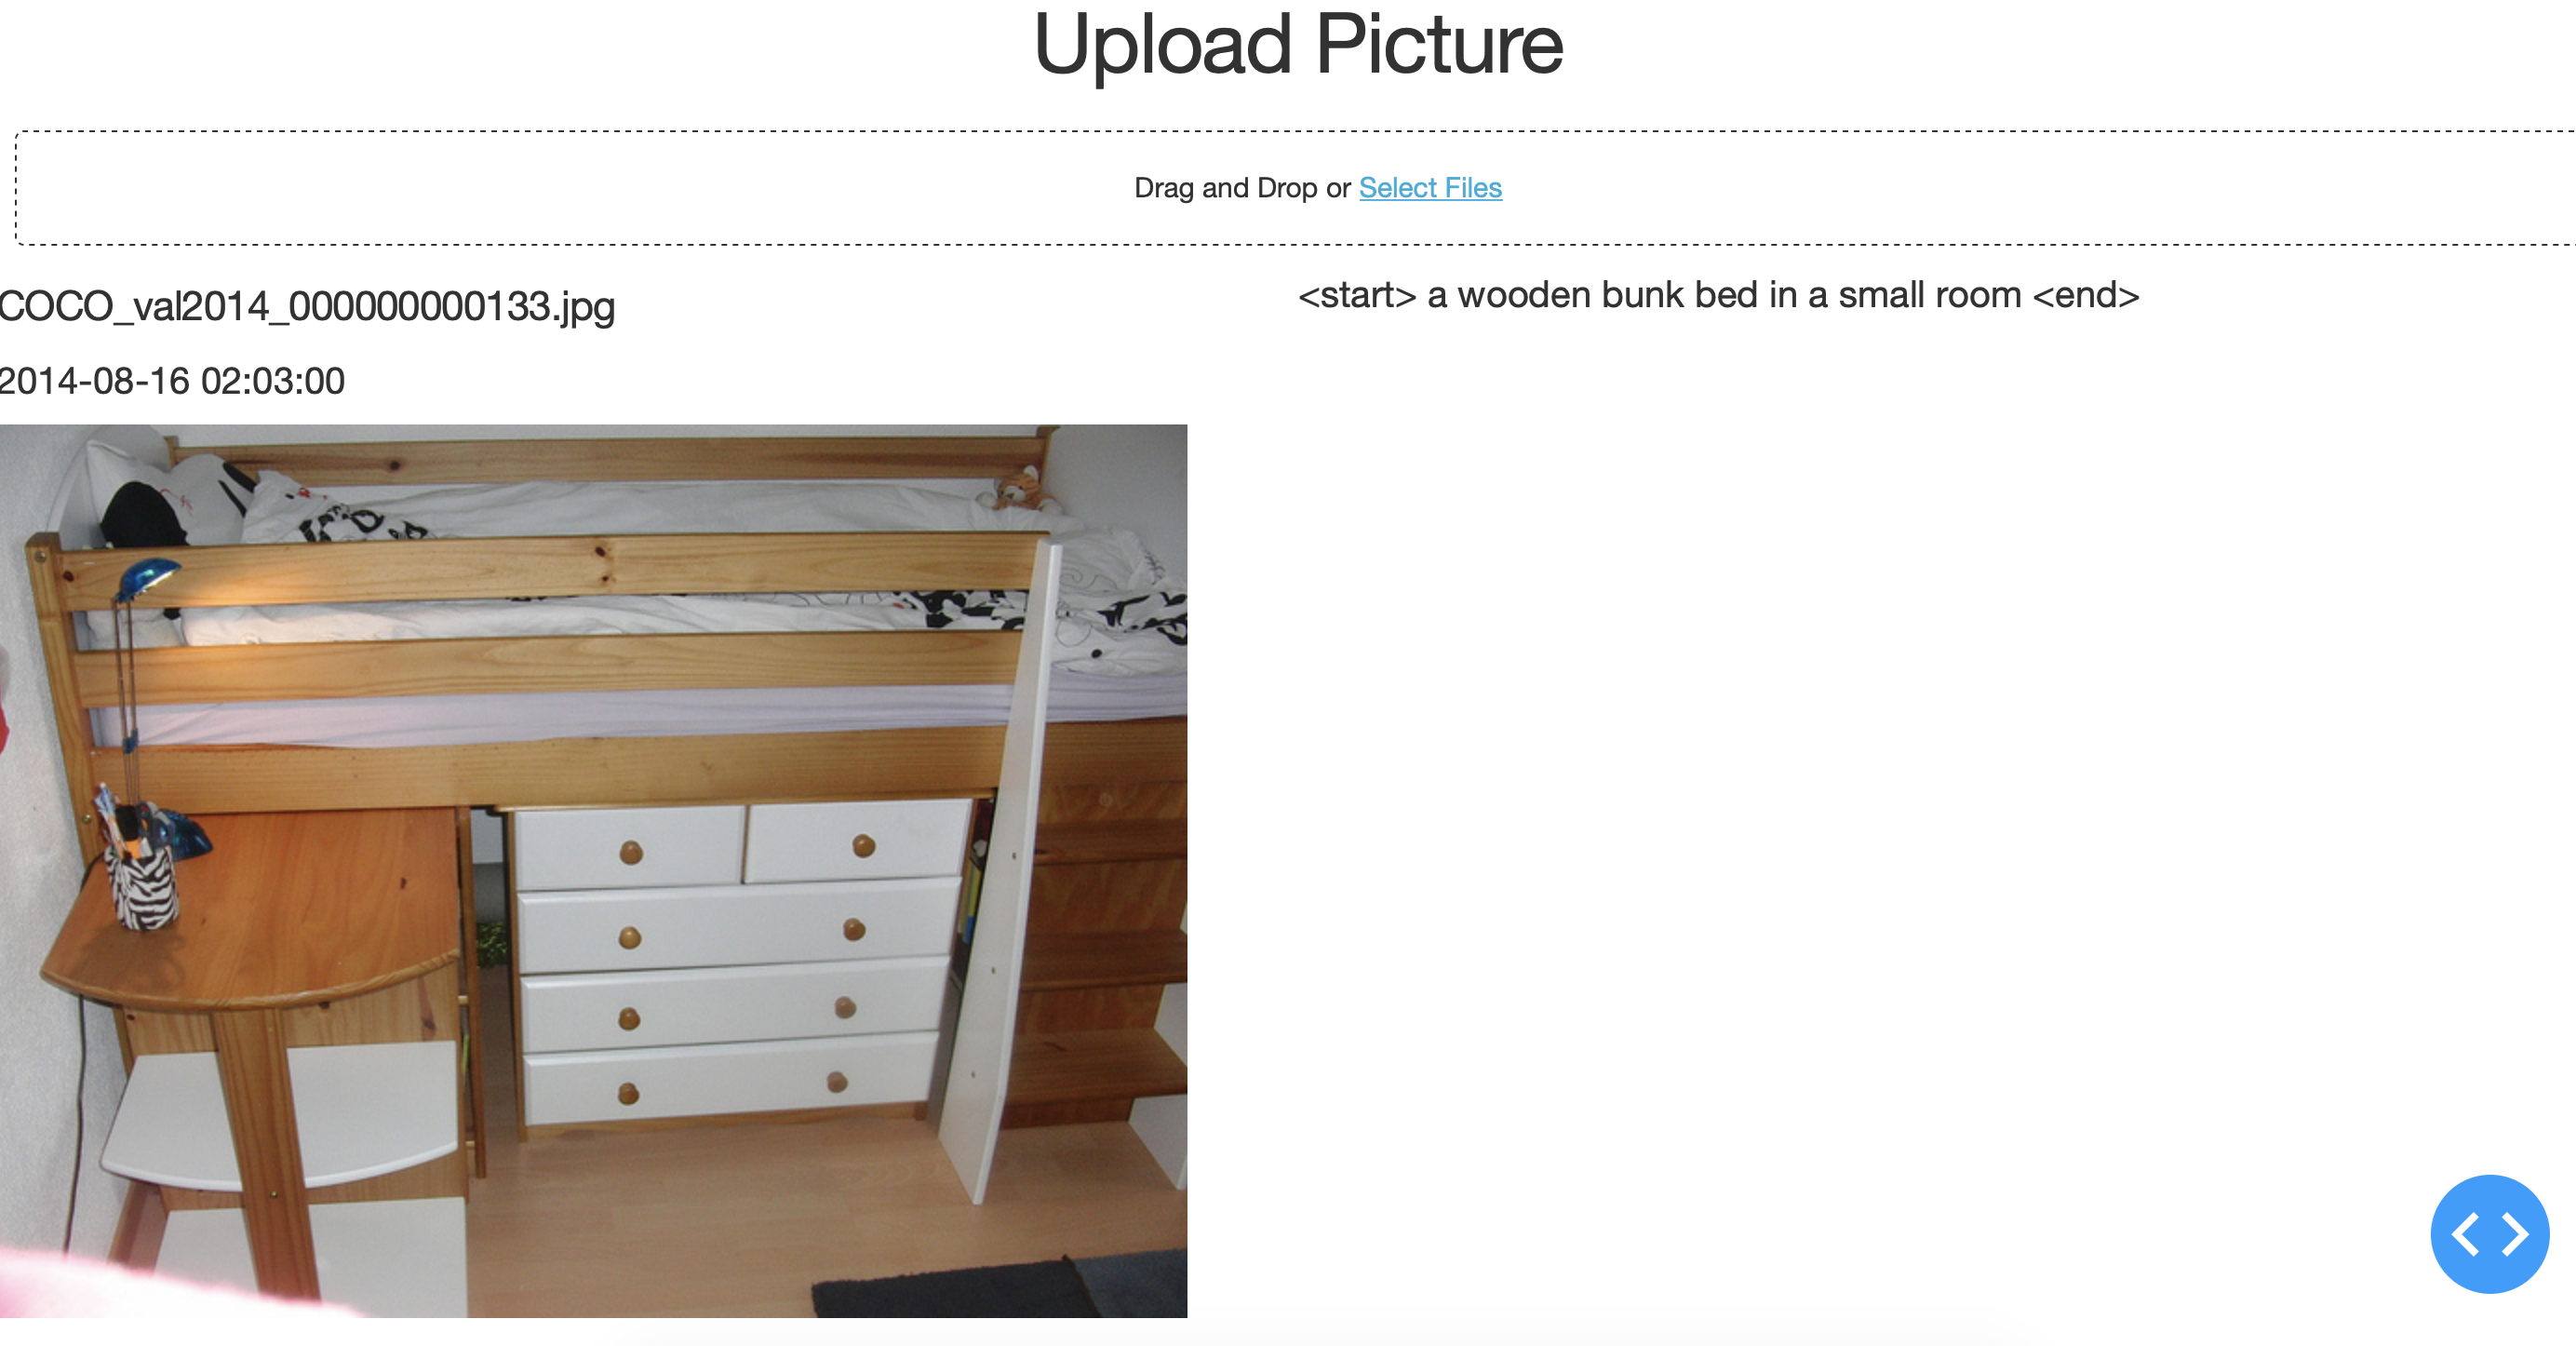 Upload Picture
Drag and Drop or Select Files
COCO_val2014_000000000133.jpg
<start> a wooden bunk bed in a small room <end>
2014-08-16 02:03:00